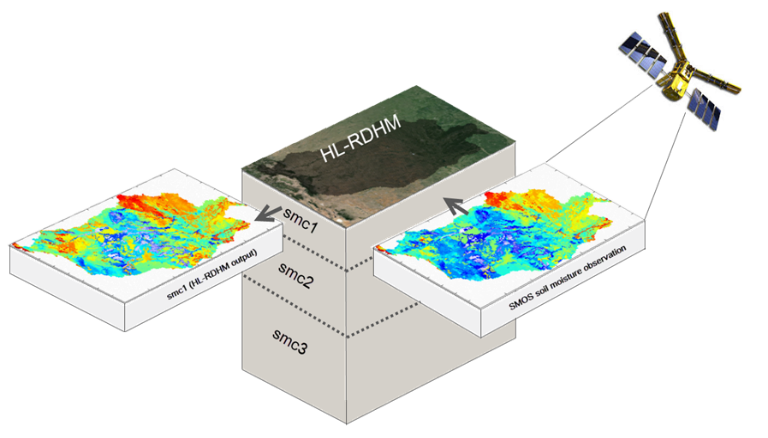 HL-RDHM
smc1
smc2
smc3
smc1 (HL-RDHM output)
SMOS soil moisture observation